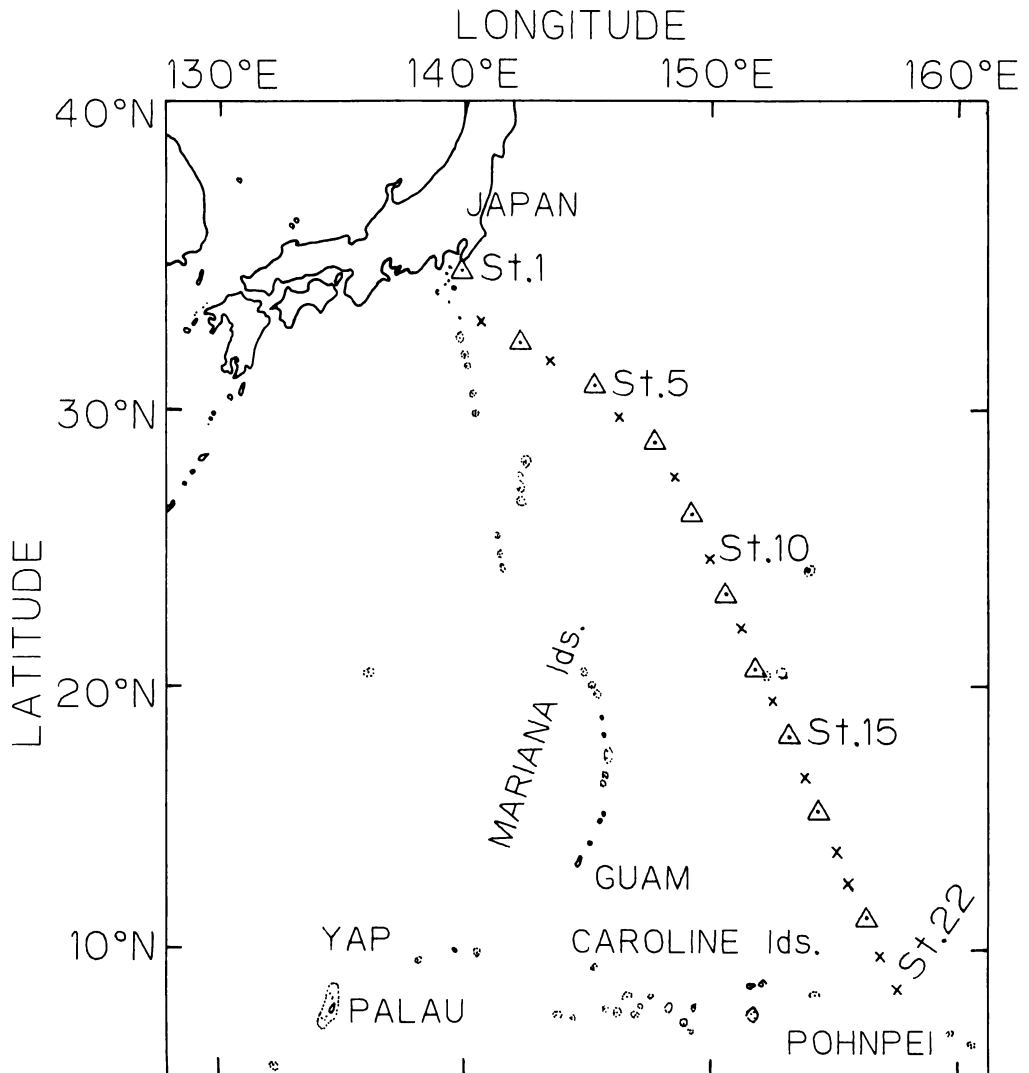 LONGITUDE
130°E 140°E 150°E 160°E
40°N
JAPAN
St.1
St.5
30°N
St.10
LATITUDE
MARIANA Ids.
20°N
St.15
GUAM
St.22
YAP
CAROLINE Ids.
10°N
PALAU
POHNPEI